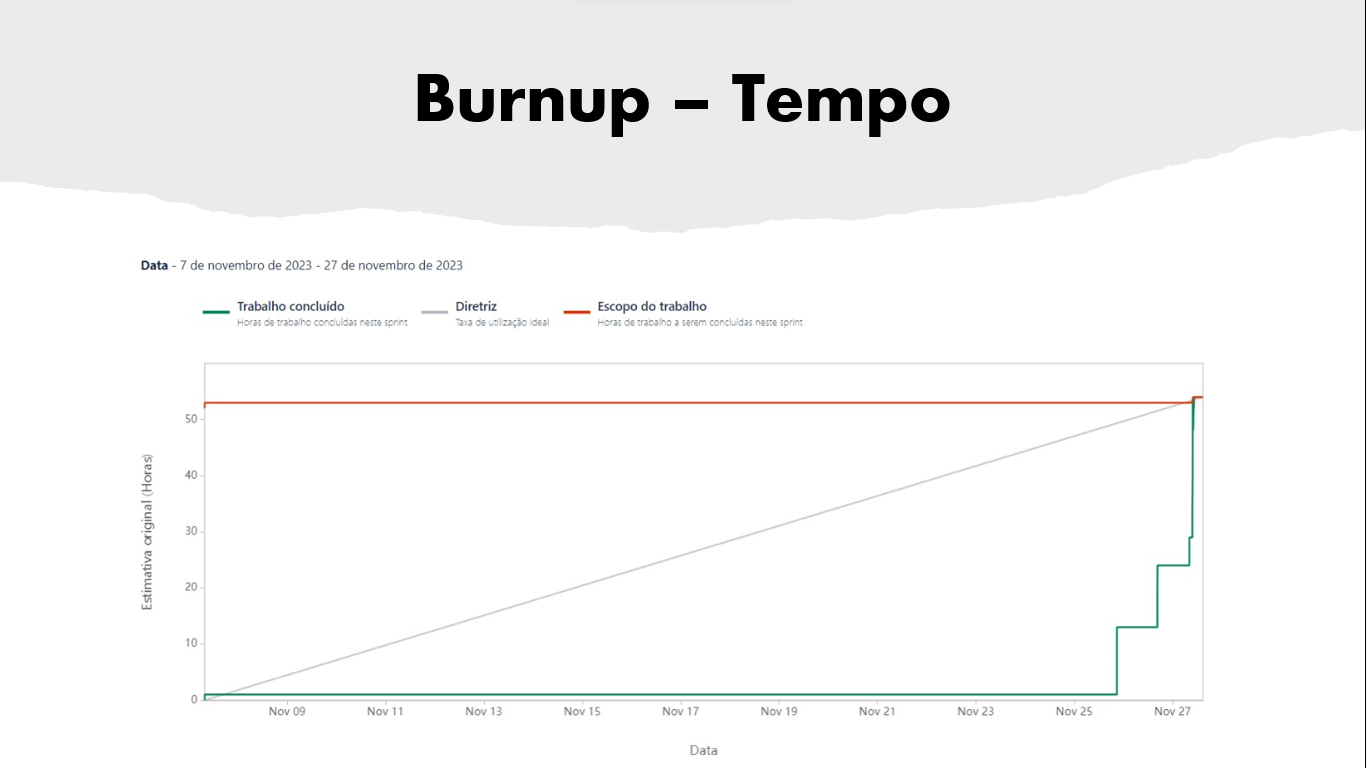 Burnup – Tempo
Data - 7 de novembro de 2023 - 27 de novembro de 2023
Trabalho concluído
Horas de trabalho concluídas neste sprint
Diretriz
Taxa de utilização ideal
Escopo do trabalho
Horas de trabalho a serem concluídas neste sprint
Estimativa original (Horas)
50
40
30
20
10
0
Nov 09 Nov 11 Nov 13 Nov 15 Nov 17 Nov 19 Nov 21 Nov 23 Nov 25 Nov 27
Data